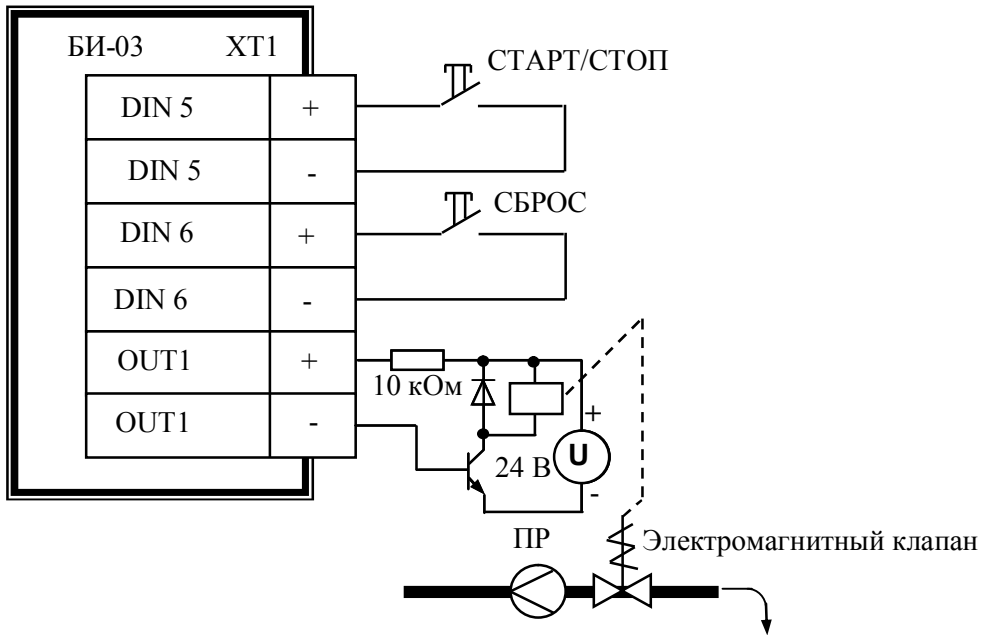 БИ-03 XT1
СТАРТ/СТОП
DIN 5 +
DIN 5 -
СБРОС
DIN 6 +
DIN 6 -
OUT1 +
10 кОм
OUT1 -
+
24 В U
-
ПР
Электромагнитный клапан